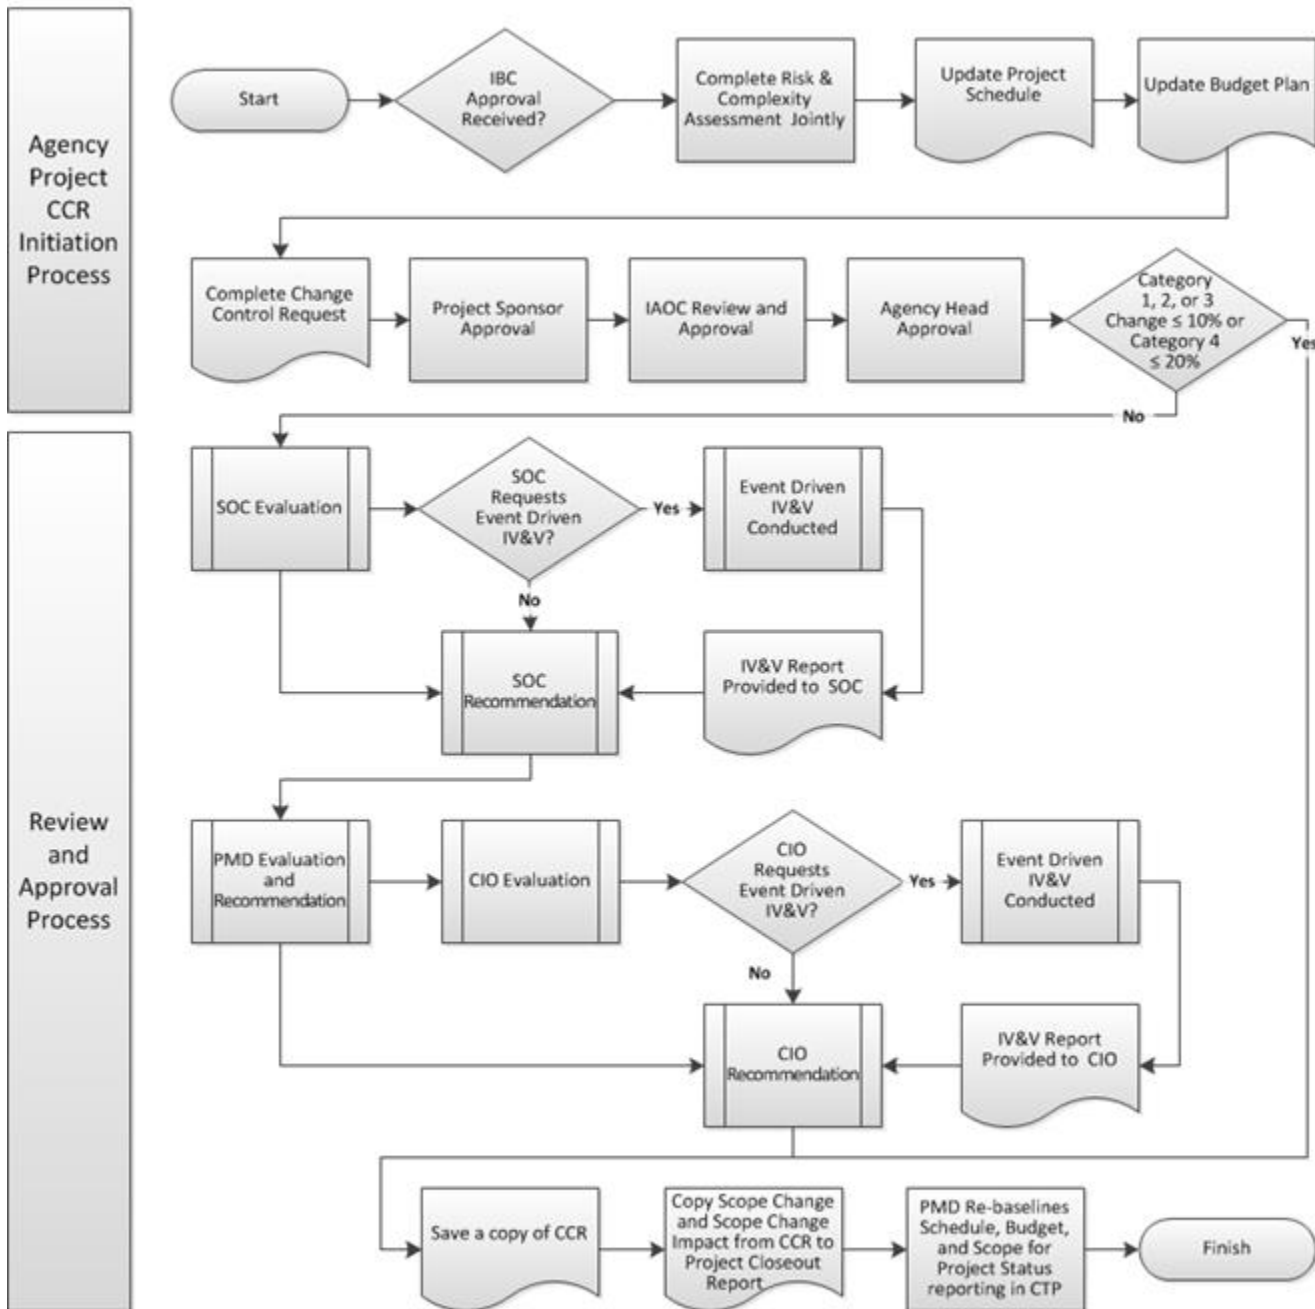 Agency
Project
CCR
Initiation
Process
Start
IBC
Approval
Received?
Complete Risk &
Complexity
Assessment Jointly
Update Project
Schedule
Update Budget Plan
Complete Change
Control Request
Project Sponsor
Approval
IAOC Review and
Approval
Agency Head
Approval
Category
1, 2, or 3
Change ≤ 10% or
Category 4
≤ 20%
Yes
No
Review
and
Approval
Process
SOC Evaluation
SOC
Requests
Event Driven
IV&V?
Yes
Event Driven
IV&V
Conducted
No
SOC
Recommendation
IV&V Report
Provided to SOC
PMD Evaluation
and
Recommendation
CIO Evaluation
CIO
Requests
Event Driven
IV&V?
Yes
Event Driven
IV&V
Conducted
No
CIO
Recommendation
IV&V Report
Provided to CIO
Save a copy of CCR
Copy Scope Change
and Scope Change
Impact from CCR to
Project Closeout
Report
PMD Re-baselines
Schedule, Budget,
and Scope for
Project Status
reporting in CTP
Finish